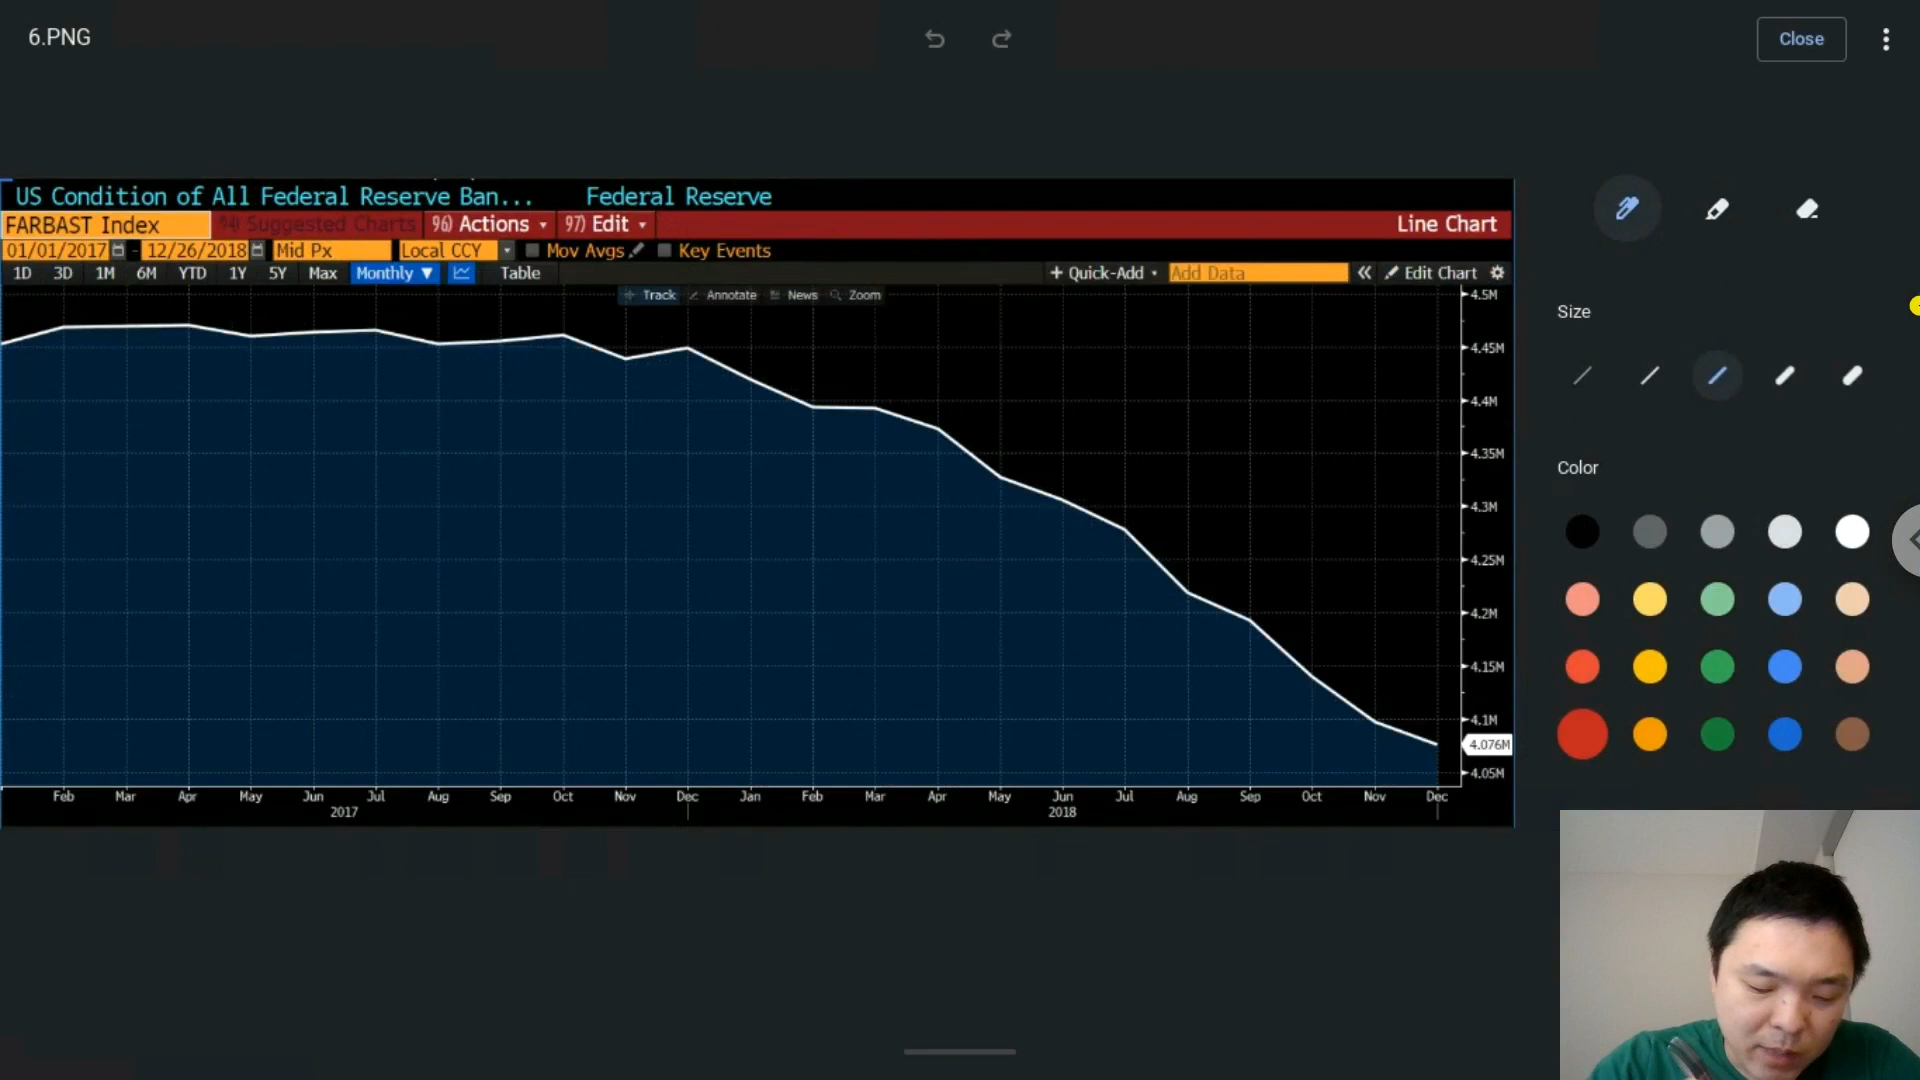 6.PNG
Close
US Condition of All Federal Reserve Ban... Federal Reserve
FARBAST Index 94) Suggested Charts 96) Actions 97) Edit Line Chart
01/01/2017 - 12/26/2018 Mid Px Local CCY Mov Avgs Key Events
1D 3D 1M 6M YTD 1Y 5Y Max Monthly ▼ Table + Quick-Add Add Data « Edit Chart
Track Annotate News Zoom
4.5M
4.45M
4.4M
4.35M
4.3M
4.25M
4.2M
4.15M
4.1M
4.076M
4.05M
Feb Mar Apr May Jun Jul Aug Sep Oct Nov Dec Jan Feb Mar Apr May Jun Jul Aug Sep Oct Nov Dec
2017 2018
Size
Color